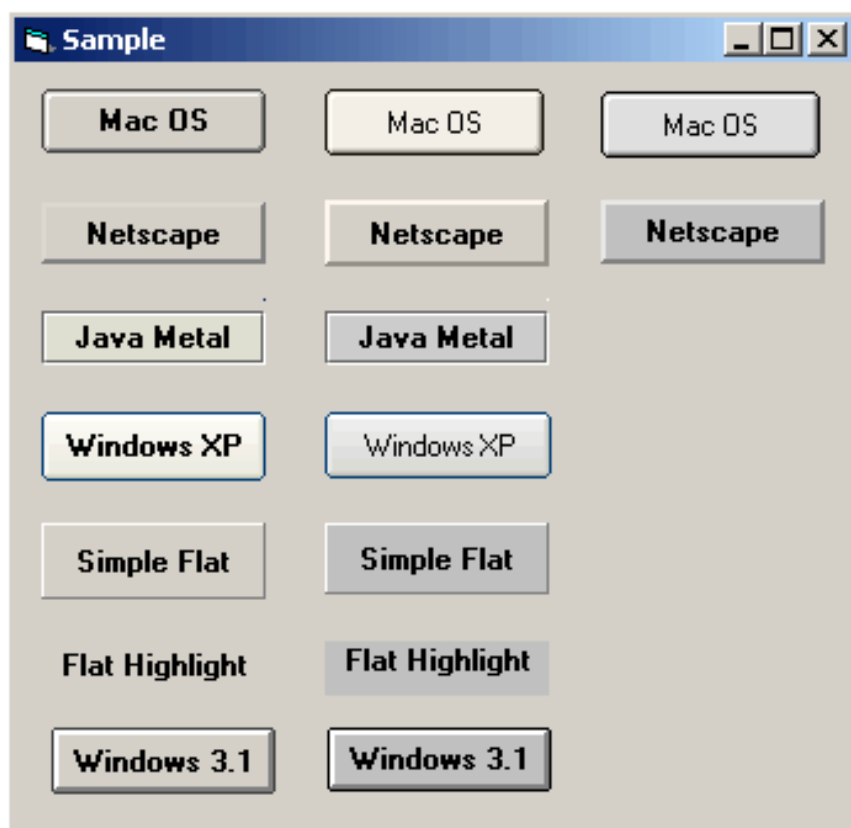 Sample
Mac OS Mac OS Mac OS
Netscape Netscape Netscape
Java Metal Java Metal
Windows XP Windows XP
Simple Flat Simple Flat
Flat Highlight Flat Highlight
Windows 3.1 Windows 3.1